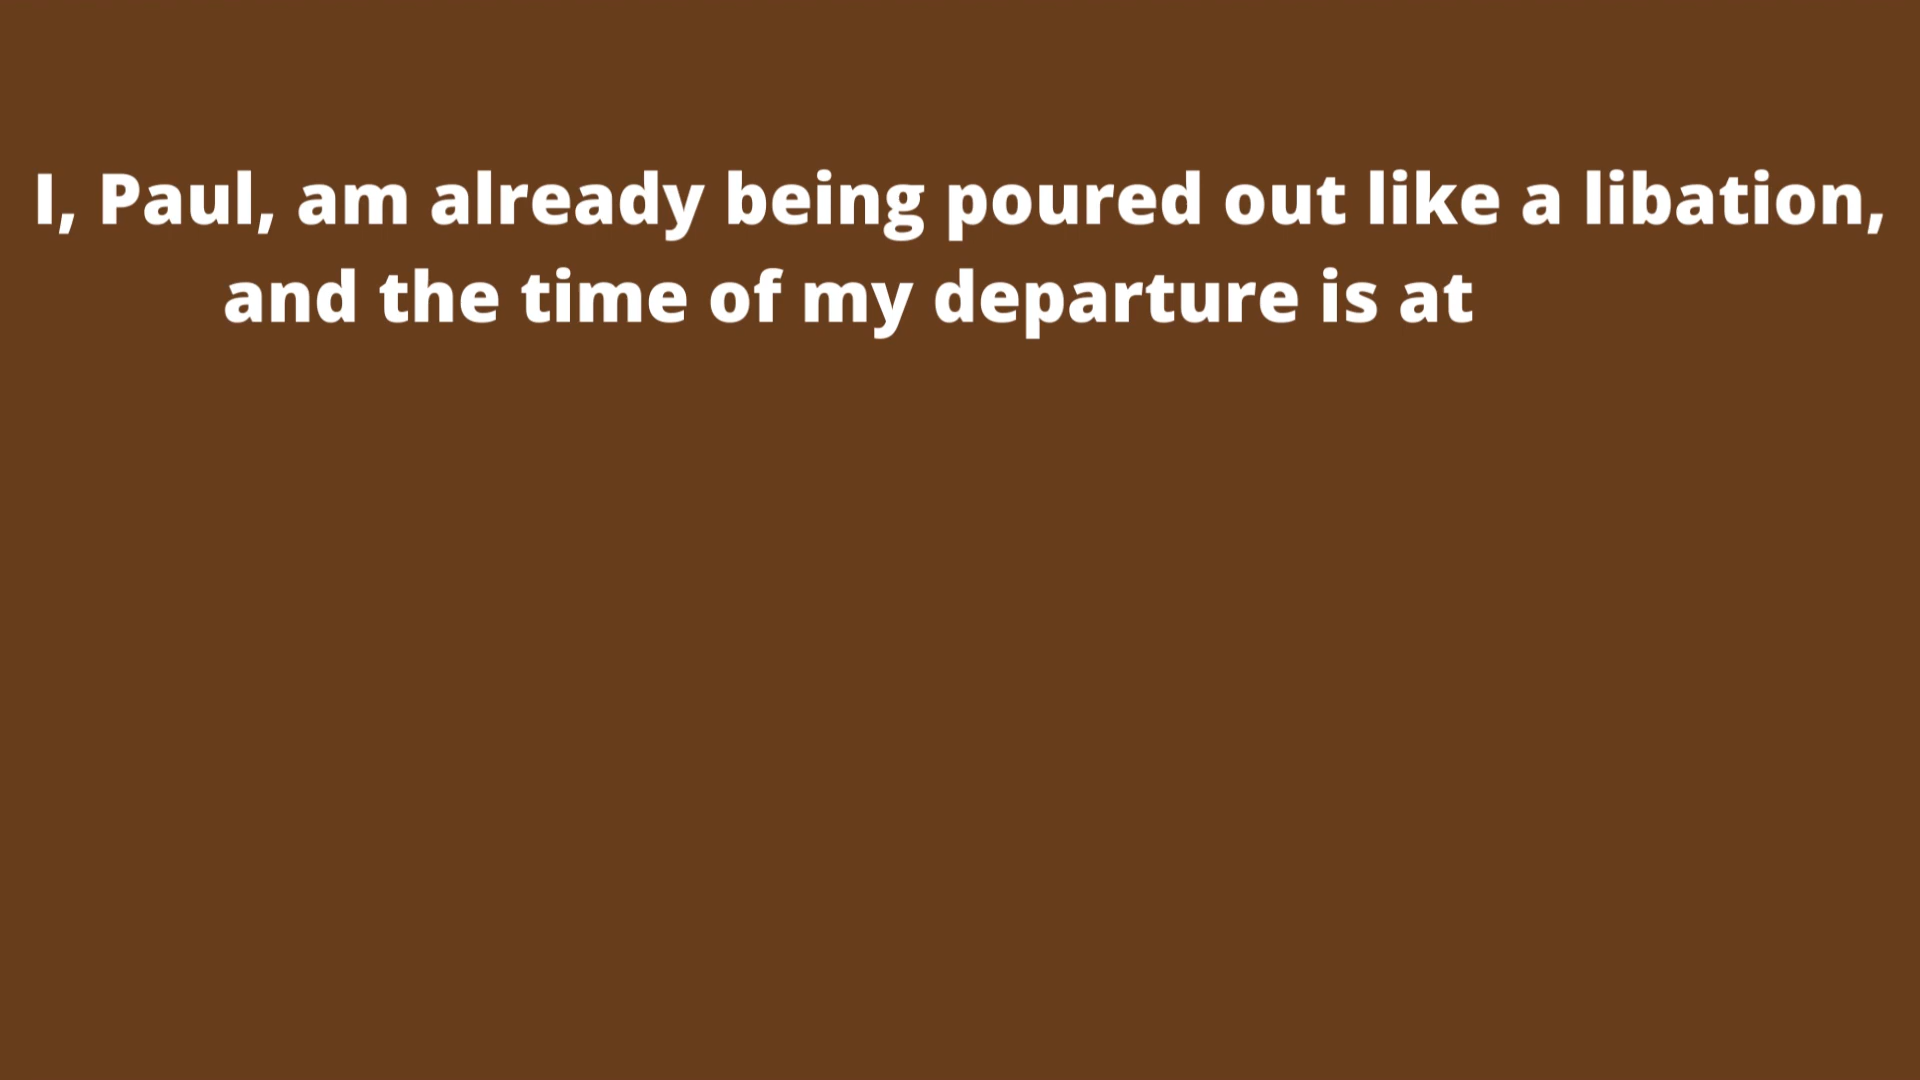 I, Paul, am already being poured out like a libation,
and the time of my departure is at